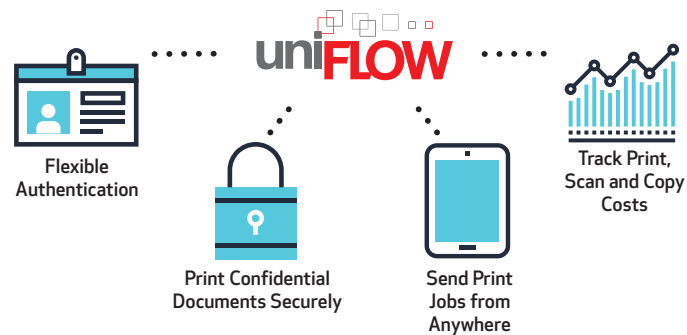 uniFLOW
Flexible
Authentication
Print Confidential
Documents Securely
Send Print
Jobs from
Anywhere
Track Print,
Scan and Copy
Costs